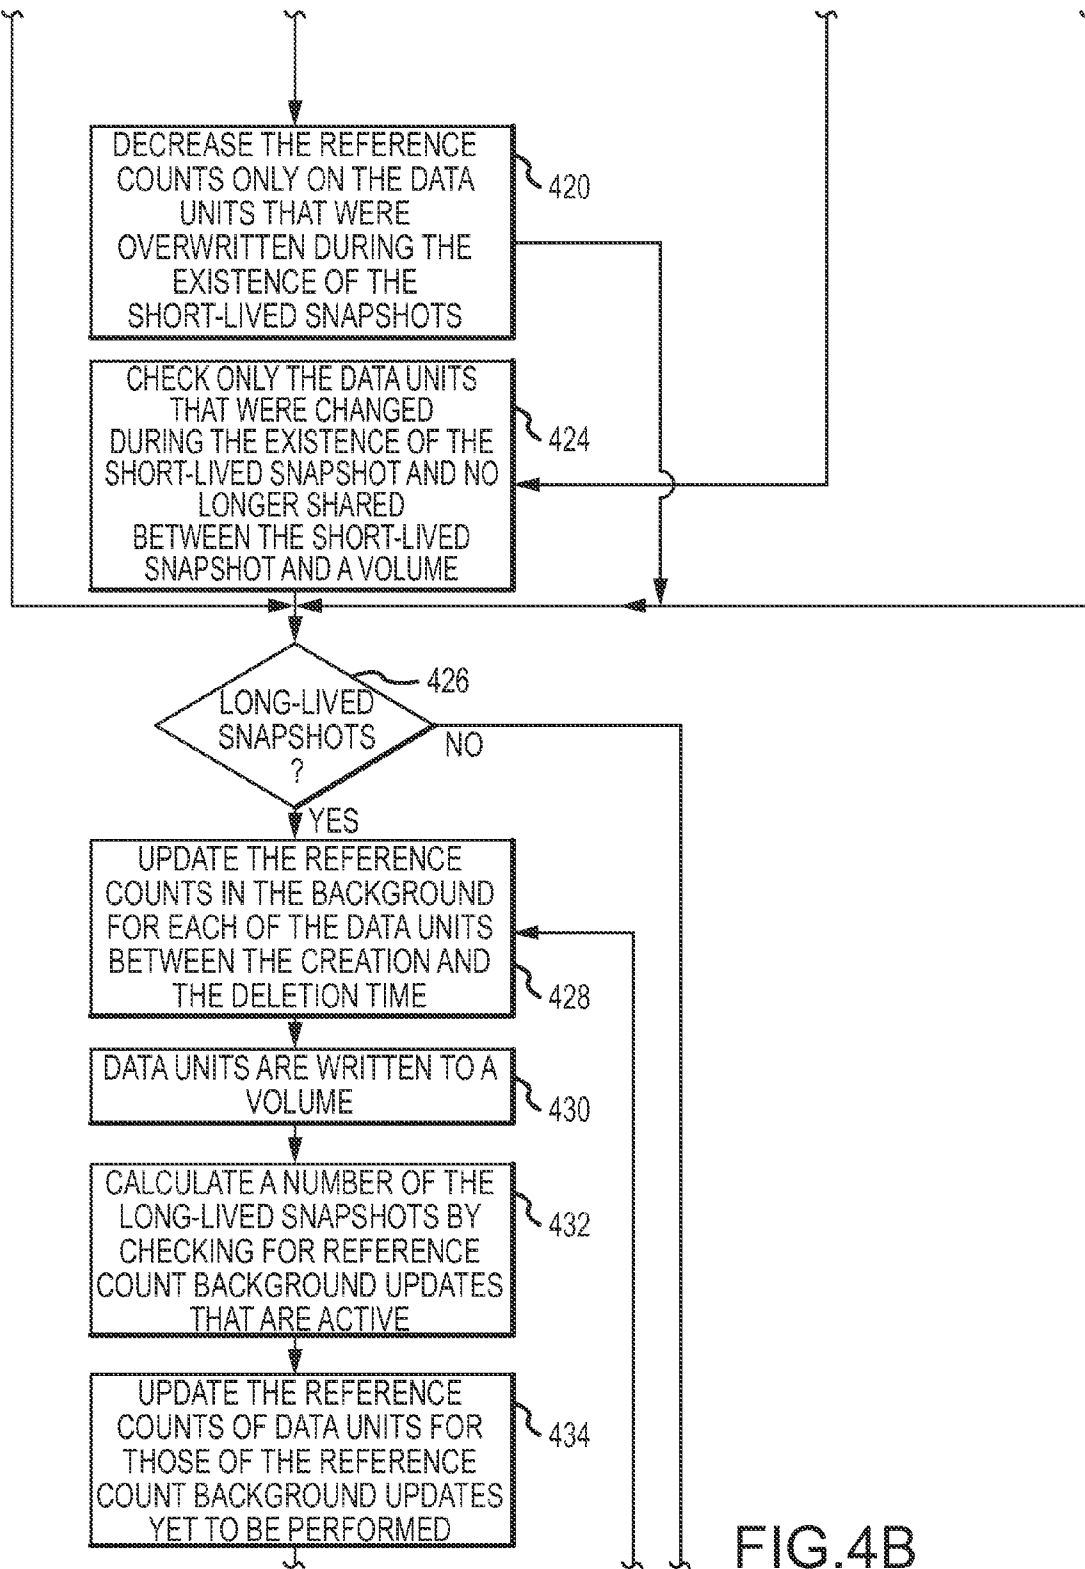 DECREASE THE REFERENCE
COUNTS ONLY ON THE DATA
UNITS THAT WERE
OVERWRITTEN DURING THE
EXISTENCE OF THE
SHORT-LIVED SNAPSHOTS
420
CHECK ONLY THE DATA UNITS
THAT WERE CHANGED
DURING THE EXISTENCE OF THE
SHORT-LIVED SNAPSHOT AND NO
LONGER SHARED
BETWEEN THE SHORT-LIVED
SNAPSHOT AND A VOLUME
424
LONG-LIVED
SNAPSHOTS
?
426
NO
YES
UPDATE THE REFERENCE
COUNTS IN THE BACKGROUND
FOR EACH OF THE DATA UNITS
BETWEEN THE CREATION AND
THE DELETION TIME
428
DATA UNITS ARE WRITTEN TO A
VOLUME
430
CALCULATE A NUMBER OF THE
LONG-LIVED SNAPSHOTS BY
CHECKING FOR REFERENCE
COUNT BACKGROUND UPDATES
THAT ARE ACTIVE
432
UPDATE THE REFERENCE
COUNTS OF DATA UNITS FOR
THOSE OF THE REFERENCE
COUNT BACKGROUND UPDATES
YET TO BE PERFORMED
434
FIG.4B